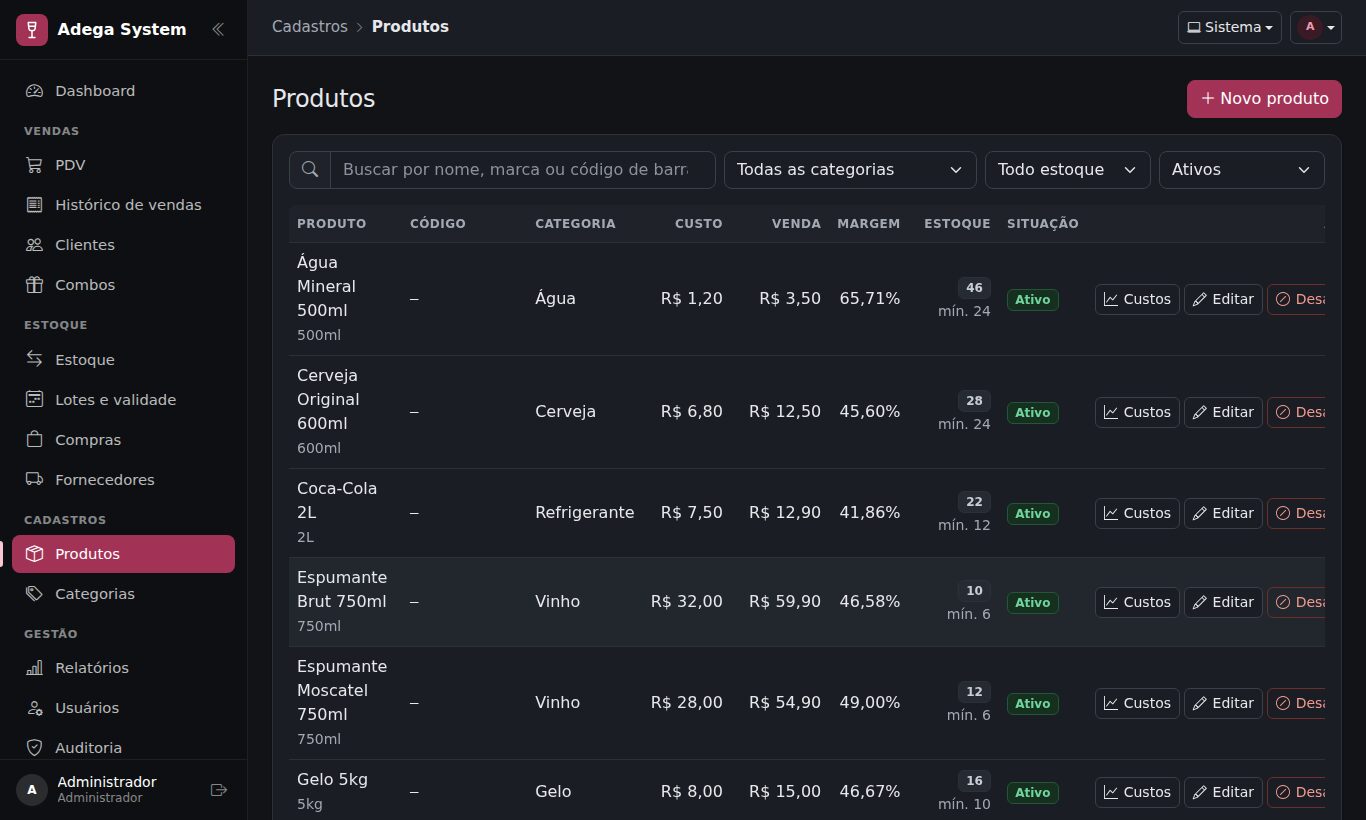 Adega System
Cadastros
Produtos
Sistema
A
Dashboard
VENDAS
PDV
Histórico de vendas
Clientes
Combos
ESTOQUE
Estoque
Lotes e validade
Compras
Fornecedores
CADASTROS
Produtos
Categorias
GESTÃO
Relatórios
Usuários
Auditoria
A
Administrador
Administrador
Produtos
Novo produto
Buscar por nome, marca ou código de barr
Todas as categorias
Todo estoque
Ativos
PRODUTO CÓDIGO CATEGORIA CUSTO VENDA MARGEM ESTOQUE SITUAÇÃO
Água
Mineral
500ml
500ml
– Água R$ 1,20 R$ 3,50 65,71%
46
mín. 24
Ativo
Custos Editar Desa
Cerveja
Original
600ml
600ml
– Cerveja R$ 6,80 R$ 12,50 45,60%
28
mín. 24
Ativo
Custos Editar Desa
Coca-Cola
2L
2L
– Refrigerante R$ 7,50 R$ 12,90 41,86%
22
mín. 12
Ativo
Custos Editar Desa
Espumante
Brut 750ml
750ml
– Vinho R$ 32,00 R$ 59,90 46,58%
10
mín. 6
Ativo
Custos Editar Desa
Espumante
Moscatel
750ml
750ml
– Vinho R$ 28,00 R$ 54,90 49,00%
12
mín. 6
Ativo
Custos Editar Desa
Gelo 5kg
5kg
– Gelo R$ 8,00 R$ 15,00 46,67%
16
mín. 10
Ativo
Custos Editar Desa